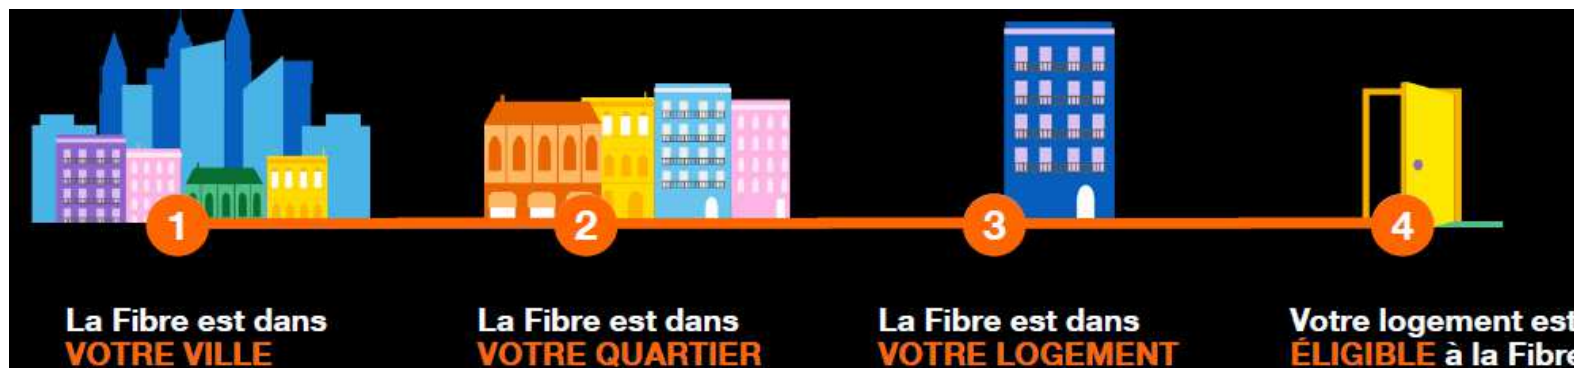 1
2
3
4
La Fibre est dans
VOTRE VILLE
La Fibre est dans
VOTRE QUARTIER
La Fibre est dans
VOTRE LOGEMENT
Votre logement est
ÉLIGIBLE à la Fibre